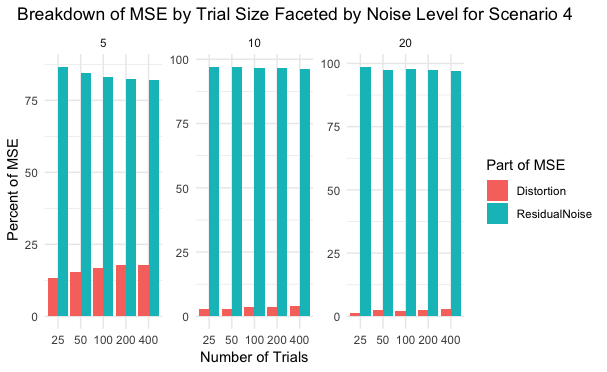 Breakdown of MSE by Trial Size Faceted by Noise Level for Scenario 4
5
10
20
Percent of MSE
0
25
50
75
0
25
50
75
100
0
25
50
75
100
25 50 100 200 400
25 50 100 200 400
25 50 100 200 400
Number of Trials
Part of MSE
Distortion
ResidualNoise